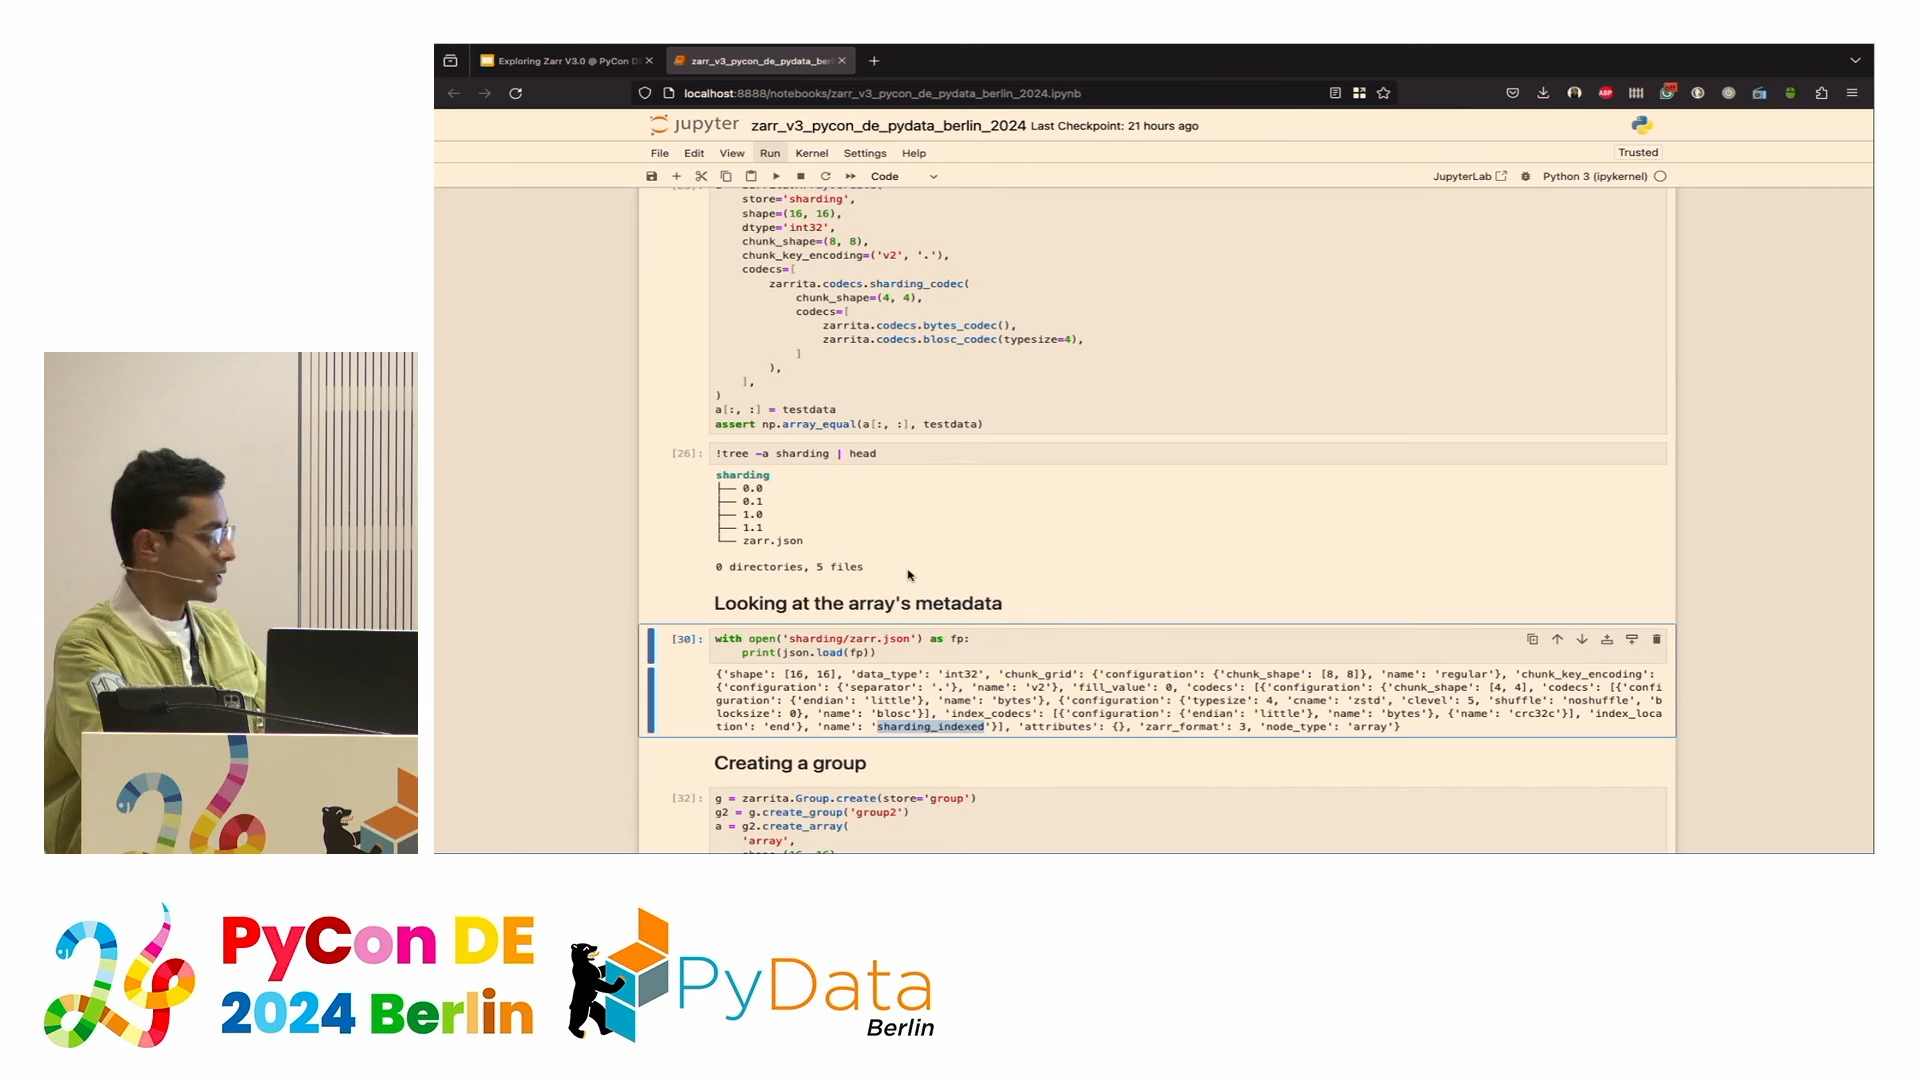 Exploring Zarr V3.0 @ PyCon D
zarr_v3_pycon_de_pydata_ber
localhost:8888/notebooks/zarr_v3_pycon_de_pydata_berlin_2024.ipynb
ABP
off
jupyter zarr_v3_pycon_de_pydata_berlin_2024 Last Checkpoint: 21 hours ago
File Edit View Run Kernel Settings Help
Trusted
Code
JupyterLab
Python 3 (ipykernel)
store='sharding',
shape=(16, 16),
dtype='int32',
chunk_shape=(8, 8),
chunk_key_encoding=('v2', '.'),
codecs=[
zarrita.codecs.sharding_codec(
chunk_shape=(4, 4),
codecs=[
zarrita.codecs.bytes_codec(),
zarrita.codecs.blosc_codec(typesize=4),
]
),
],
)
a[:, :] = testdata
assert np.array_equal(a[:, :], testdata)
[26]: !tree -a sharding | head
sharding
├── 0.0
├── 0.1
├── 1.0
├── 1.1
└── zarr.json
0 directories, 5 files
Looking at the array's metadata
[30]: with open('sharding/zarr.json') as fp:
print(json.load(fp))
{'shape': [16, 16], 'data_type': 'int32', 'chunk_grid': {'configuration': {'chunk_shape': [8, 8]}, 'name': 'regular'}, 'chunk_key_encoding':
{'configuration': {'separator': '.'}, 'name': 'v2'}, 'fill_value': 0, 'codecs': [{'configuration': {'chunk_shape': [4, 4], 'codecs': [{'confi
guration': {'endian': 'little'}, 'name': 'bytes'}, {'configuration': {'typesize': 4, 'cname': 'zstd', 'clevel': 5, 'shuffle': 'noshuffle', 'b
locksize': 0}, 'name': 'blosc'}], 'index_codecs': [{'configuration': {'endian': 'little'}, 'name': 'bytes'}, {'name': 'crc32c'}], 'index_loca
tion': 'end'}, 'name': 'sharding_indexed'}], 'attributes': {}, 'zarr_format': 3, 'node_type': 'array'}
Creating a group
[32]: g = zarrita.Group.create(store='group')
g2 = g.create_group('group2')
a = g2.create_array(
'array',
PyCon DE
2024 Berlin
PyData
Berlin